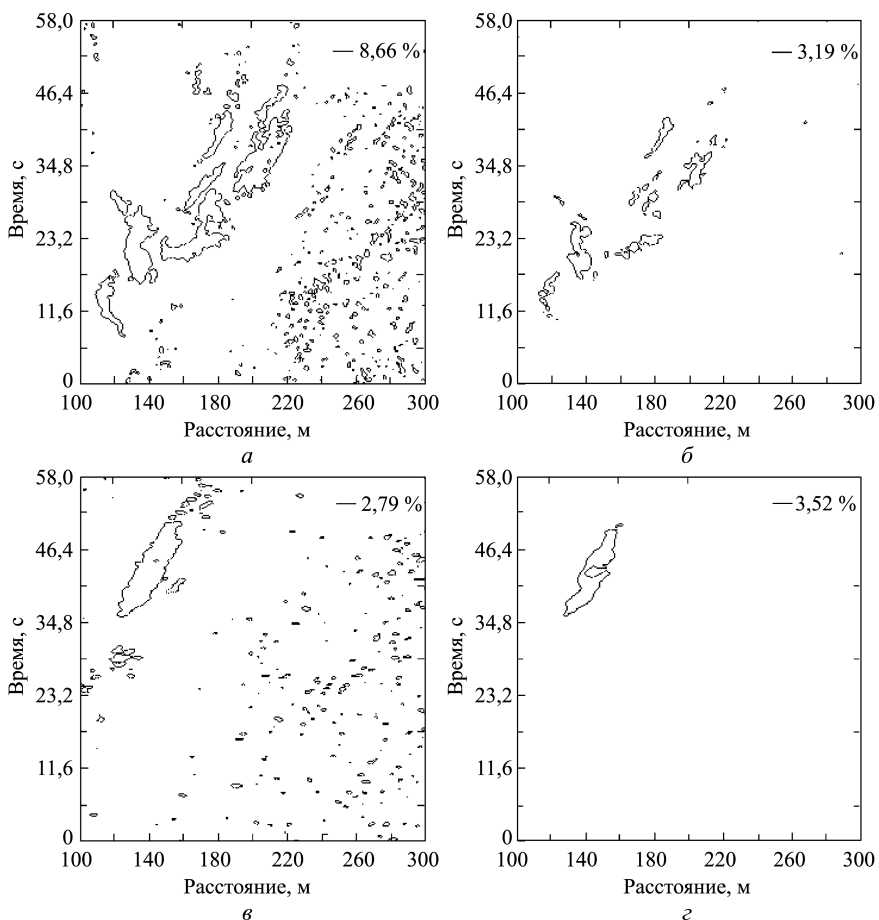 58,0
46,4
34,8
23,2
11,6
0
Время, с
— 8,66 %
100 140 180 220 260 300
Расстояние, м
а
58,0
46,4
34,8
23,2
11,6
0
Время, с
— 3,19 %
100 140 180 220 260 300
Расстояние, м
б
58,0
46,4
34,8
23,2
11,6
0
Время, с
— 2,79 %
100 140 180 220 260 300
Расстояние, м
в
58,0
46,4
34,8
23,2
11,6
0
Время, с
— 3,52 %
100 140 180 220 260 300
Расстояние, м
г